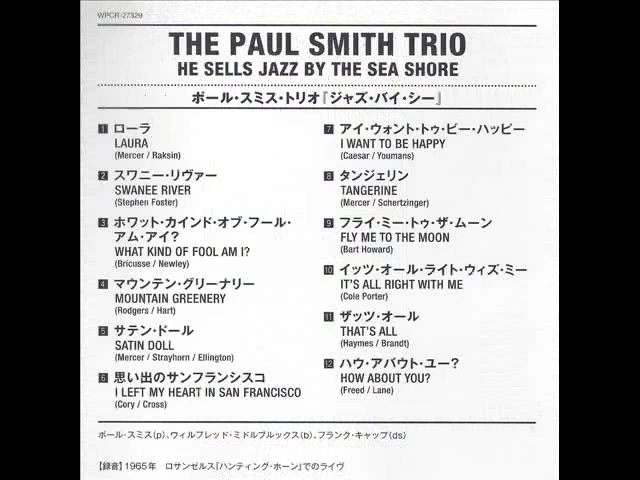 WPCR-27329
THE PAUL SMITH TRIO
HE SELLS JAZZ BY THE SEA SHORE
ポール・スミス・トリオ『ジャズ・バイ・シー』
1 ローラ
LAURA
(Mercer / Raksin)
2 スワニー・リヴァー
SWANEE RIVER
(Stephen Foster)
3 ホワット・カインド・オブ・フール・
アム・アイ?
WHAT KIND OF FOOL AM I?
(Bricusse / Newley)
4 マウンテン・グリーナリー
MOUNTAIN GREENERY
(Rodgers / Hart)
5 サテン・ドール
SATIN DOLL
(Mercer / Strayhorn / Ellington)
6 思い出のサンフランシスコ
I LEFT MY HEART IN SAN FRANCISCO
(Cory / Cross)
7 アイ・ウォント・トゥ・ビー・ハッピー
I WANT TO BE HAPPY
(Caesar / Youmans)
8 タンジェリン
TANGERINE
(Mercer / Schertzinger)
9 フライ・ミー・トゥ・ザ・ムーン
FLY ME TO THE MOON
(Bart Howard)
10 イッツ・オール・ライト・ウィズ・ミー
IT'S ALL RIGHT WITH ME
(Cole Porter)
11 ザッツ・オール
THAT'S ALL
(Haymes / Brandt)
12 ハウ・アバウト・ユー?
HOW ABOUT YOU?
(Freed / Lane)
ポール・スミス(p)、ウィルフレッド・ミドルブルックス(b)、フランク・キャップ(ds)
【録音】1965年 ロサンゼルス「ハンティング・ホーン」でのライヴ